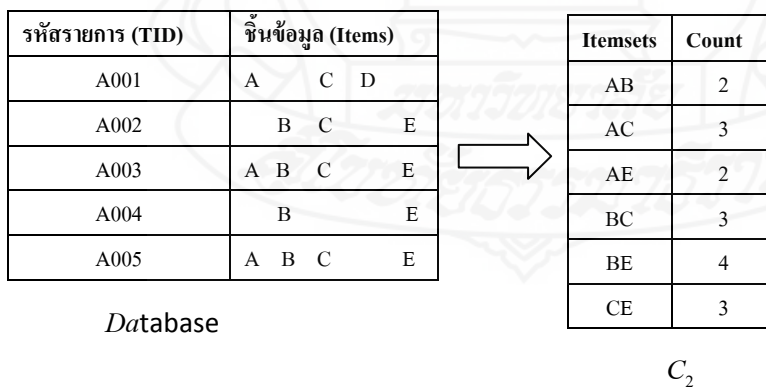 รหัสรายการ (TID) ชิ้นข้อมูล (Items)
A001 A C D
A002 B C E
A003 A B C E
A004 B E
A005 A B C E
Database
Itemsets Count
AB 2
AC 3
AE 2
BC 3
BE 4
CE 3
C2